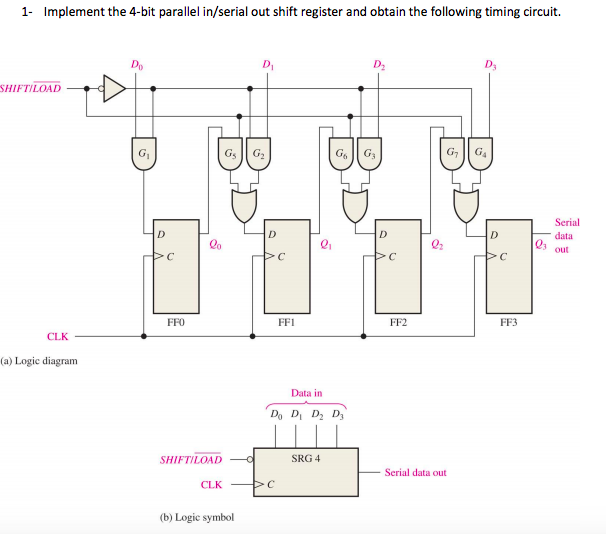 1- Implement the 4-bit parallel in/serial out shift register and obtain the following timing circuit.
D₀ D₁ D₂ D₃
SHIFT/L̅O̅A̅D̅
G₁ G₅ G₂ G₆ G₃ G₇ G₄
Serial
data
out
D Q₀ D Q₁ D Q₂ D Q₃
C C C C
FF0 FF1 FF2 FF3
CLK
(a) Logic diagram
Data in
D₀ D₁ D₂ D₃
SHIFT/L̅O̅A̅D̅ SRG 4
Serial data out
CLK C
(b) Logic symbol